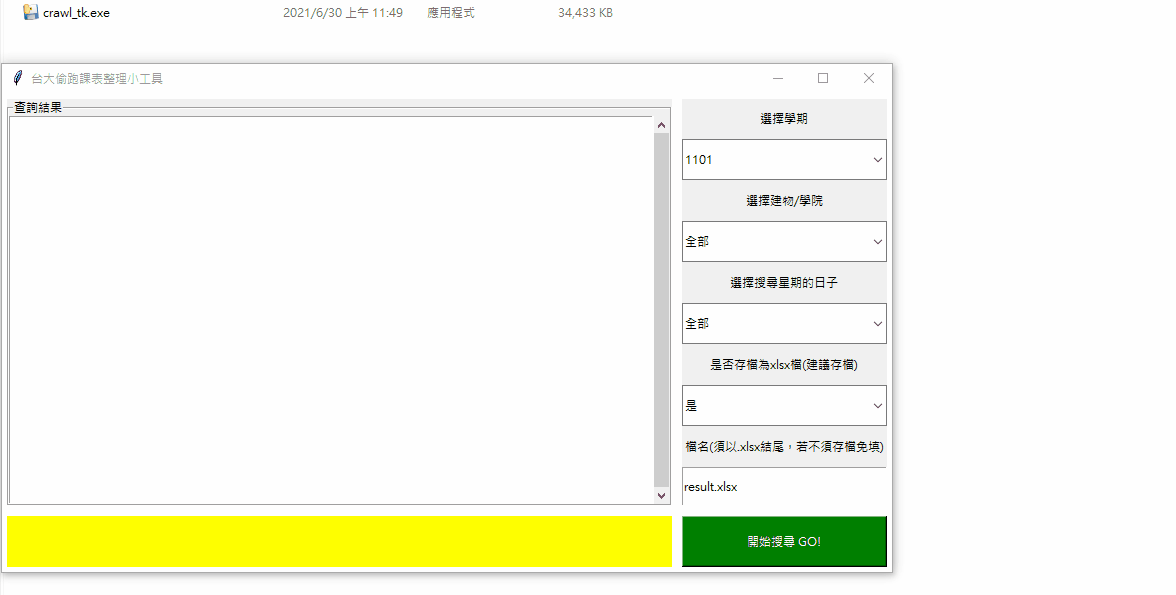 crawl_tk.exe 2021/6/30 上午 11:49 應用程式 34,433 KB
台大偷跑課表整理小工具
查詢結果
選擇學期
1101
選擇建物/學院
全部
選擇搜尋星期的日子
全部
是否存檔為xlsx檔(建議存檔)
是
檔名(須以.xlsx結尾，若不須存檔免填)
result.xlsx
開始搜尋 GO!